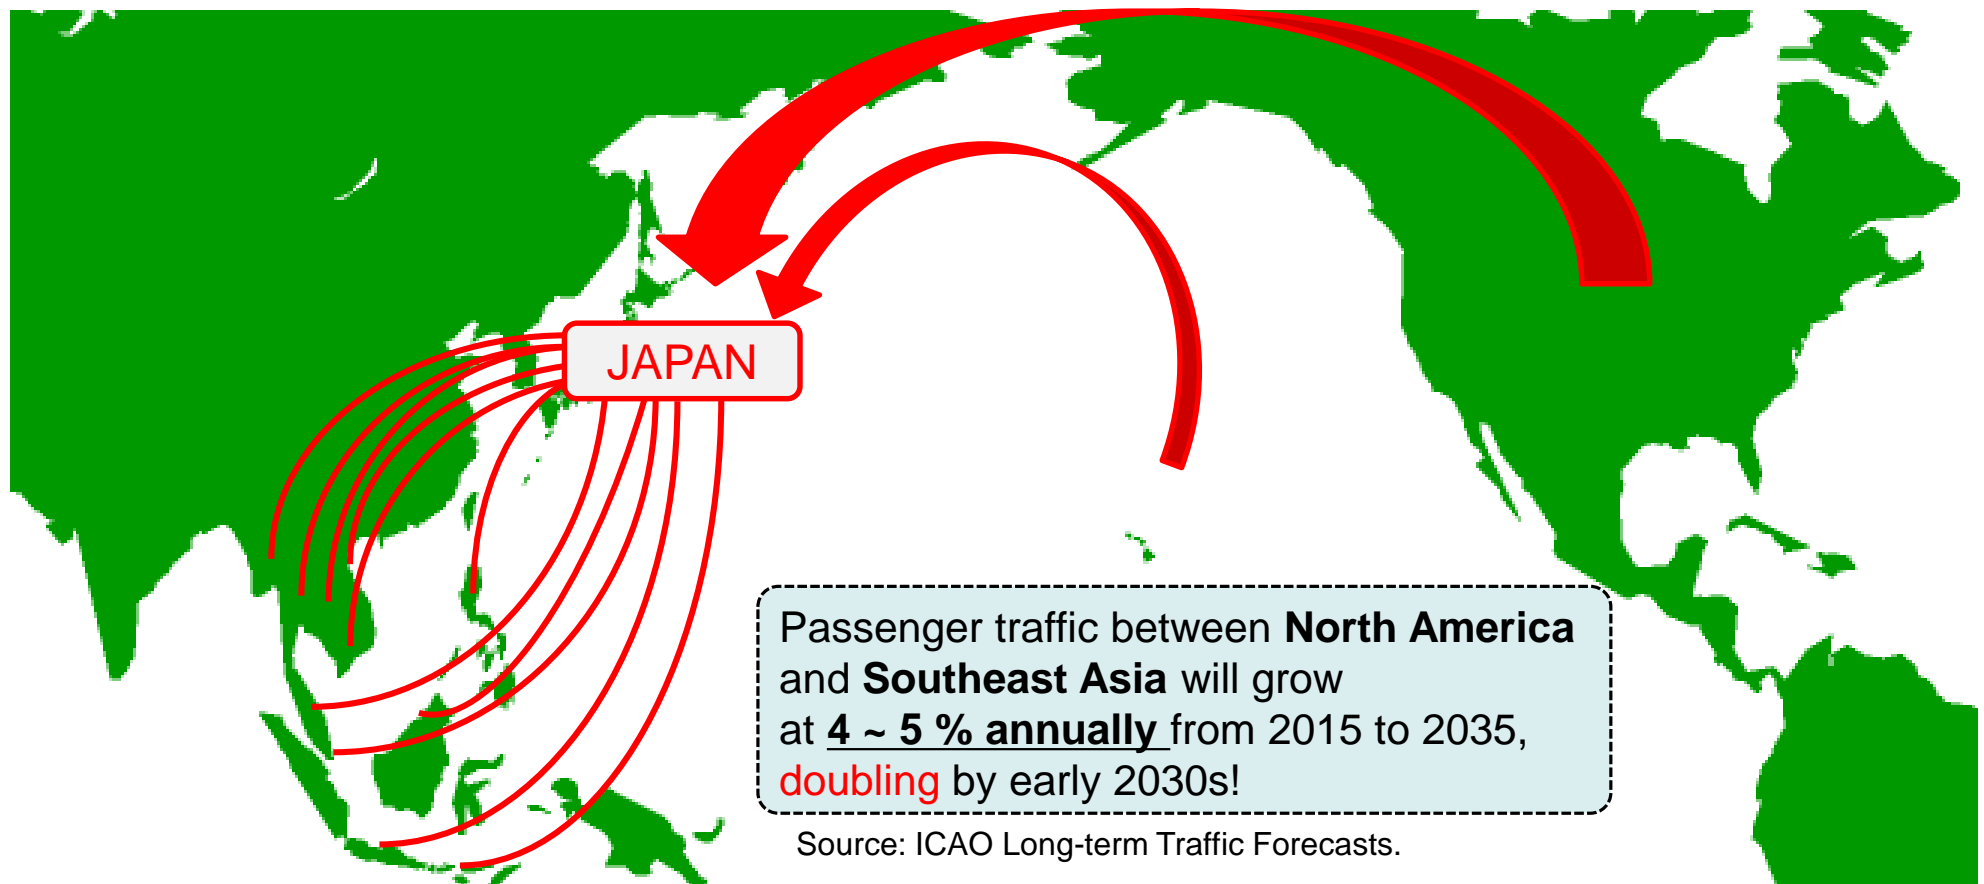 JAPAN
Passenger traffic between North America
and Southeast Asia will grow
at 4 ~ 5 % annually from 2015 to 2035,
doubling by early 2030s!
Source: ICAO Long-term Traffic Forecasts.